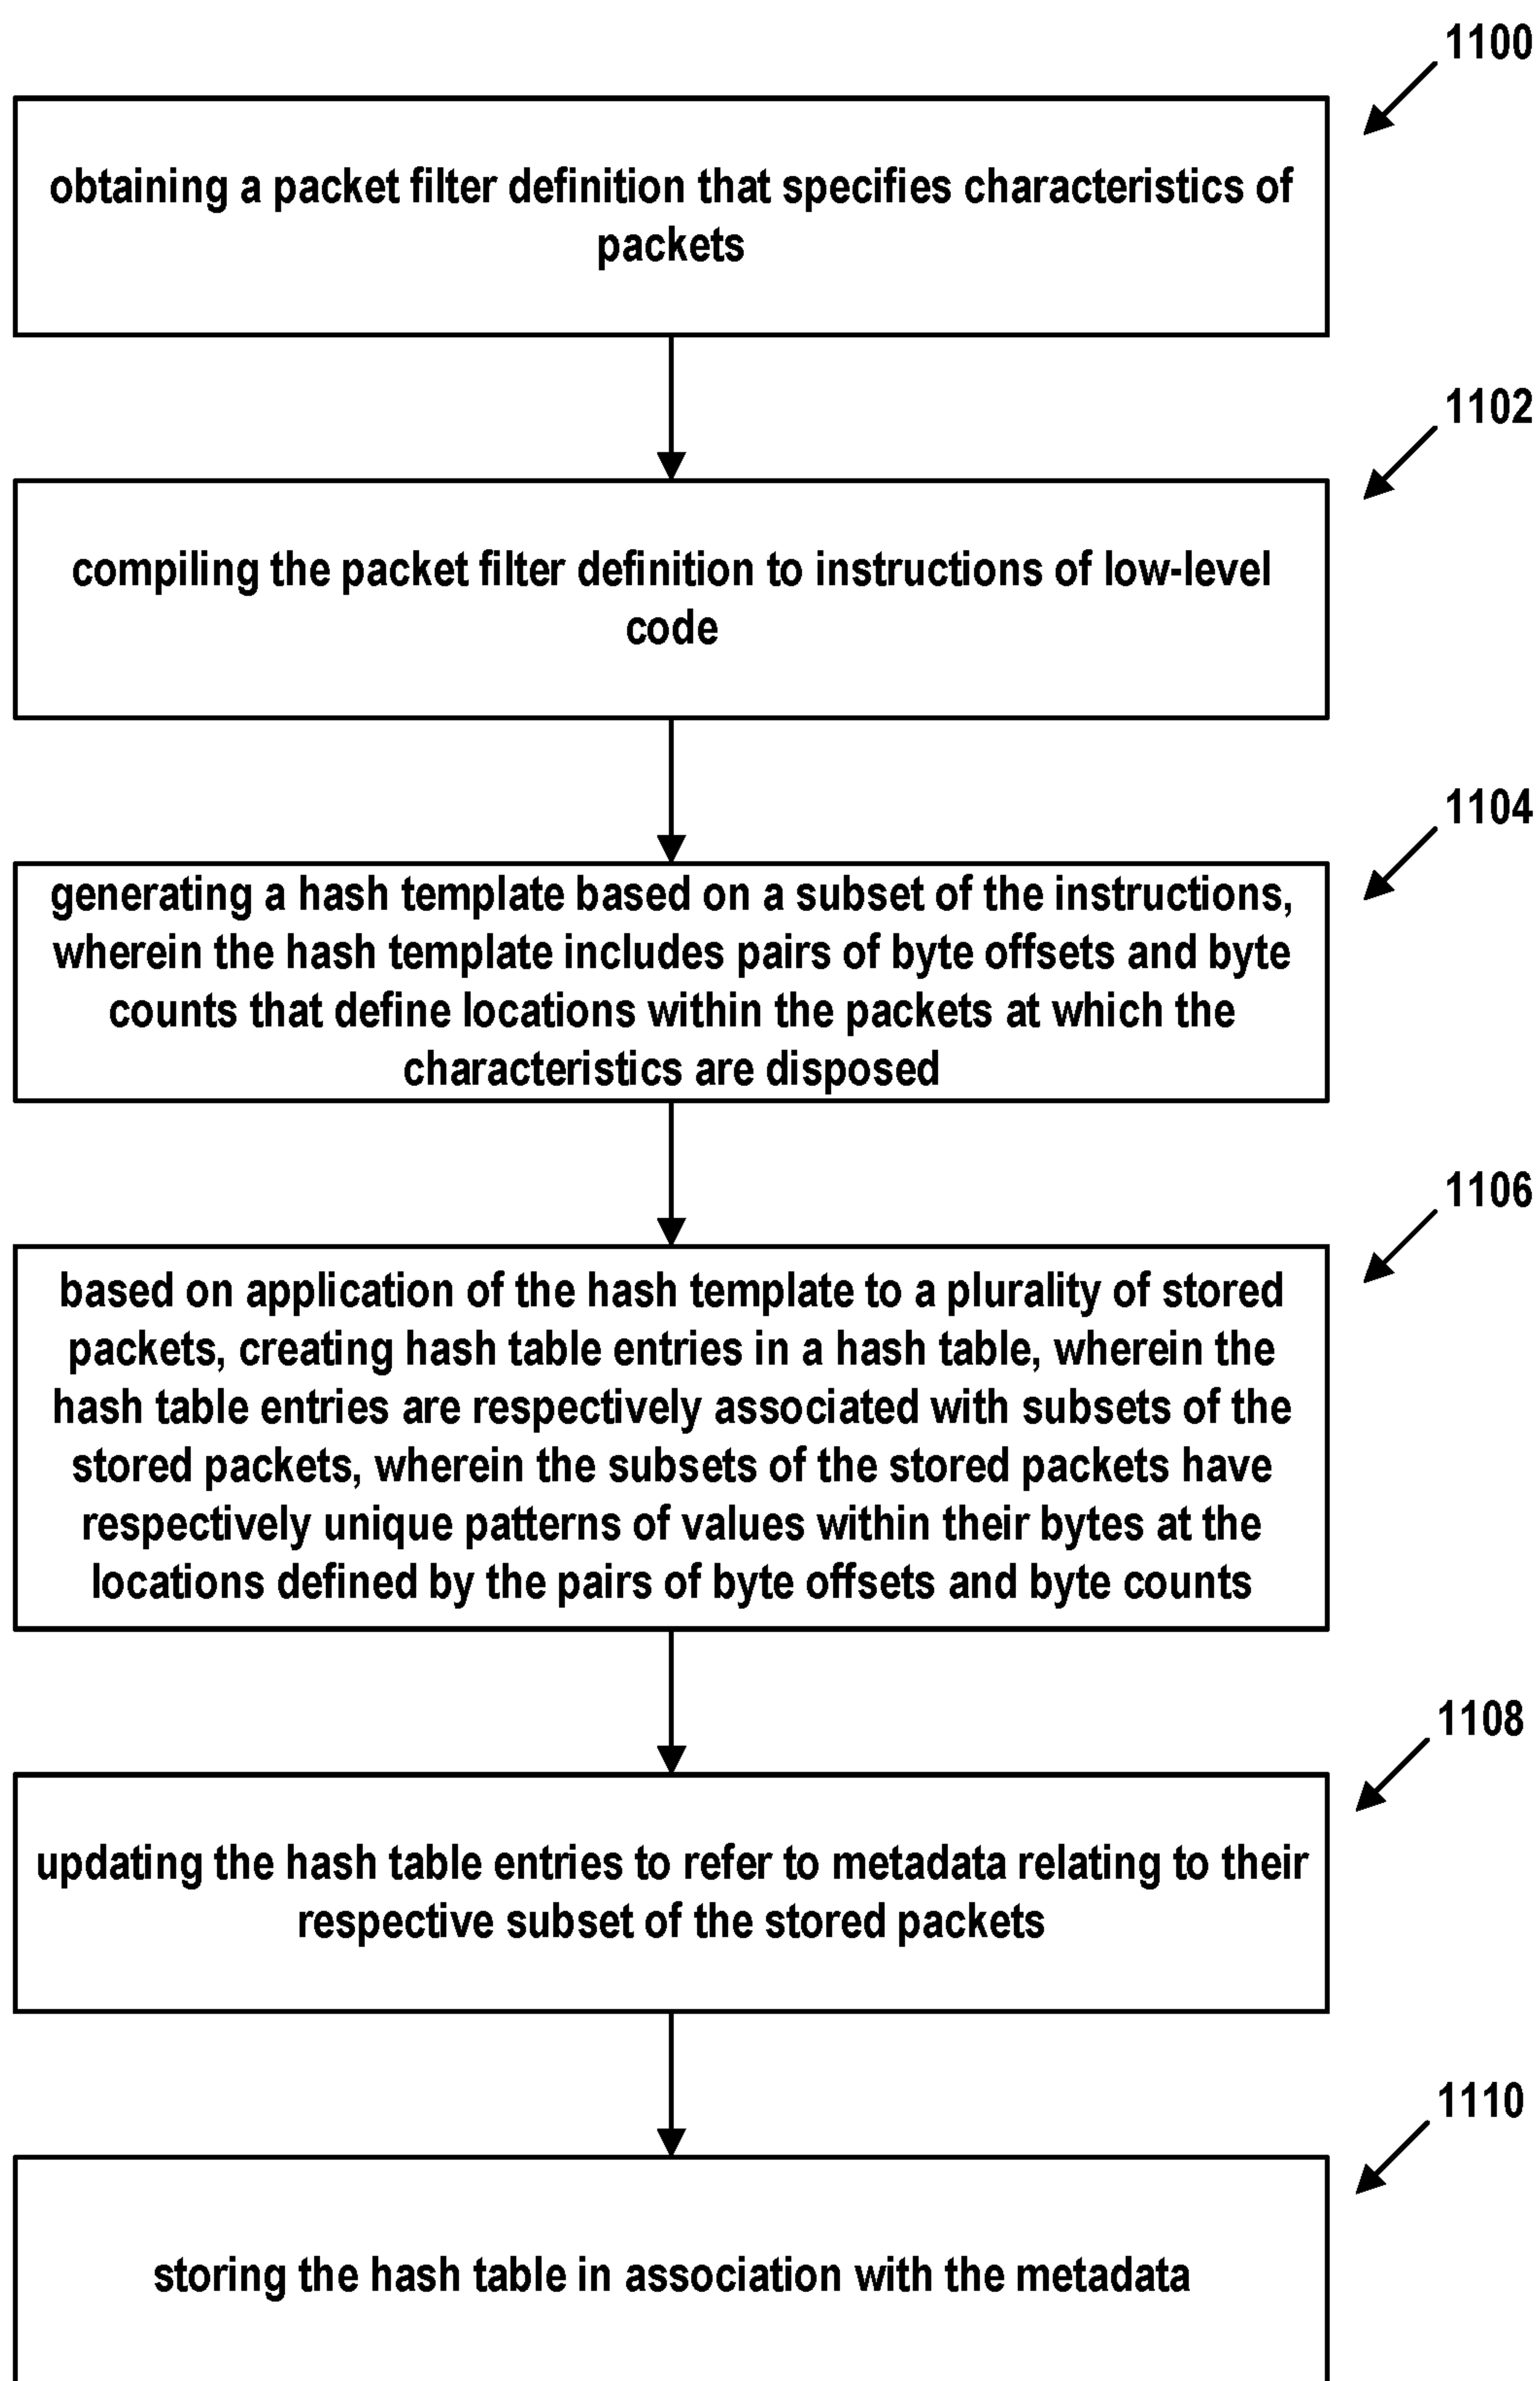 1100
obtaining a packet filter definition that specifies characteristics of
packets
1102
compiling the packet filter definition to instructions of low-level
code
1104
generating a hash template based on a subset of the instructions,
wherein the hash template includes pairs of byte offsets and byte
counts that define locations within the packets at which the
characteristics are disposed
1106
based on application of the hash template to a plurality of stored
packets, creating hash table entries in a hash table, wherein the
hash table entries are respectively associated with subsets of the
stored packets, wherein the subsets of the stored packets have
respectively unique patterns of values within their bytes at the
locations defined by the pairs of byte offsets and byte counts
1108
updating the hash table entries to refer to metadata relating to their
respective subset of the stored packets
1110
storing the hash table in association with the metadata